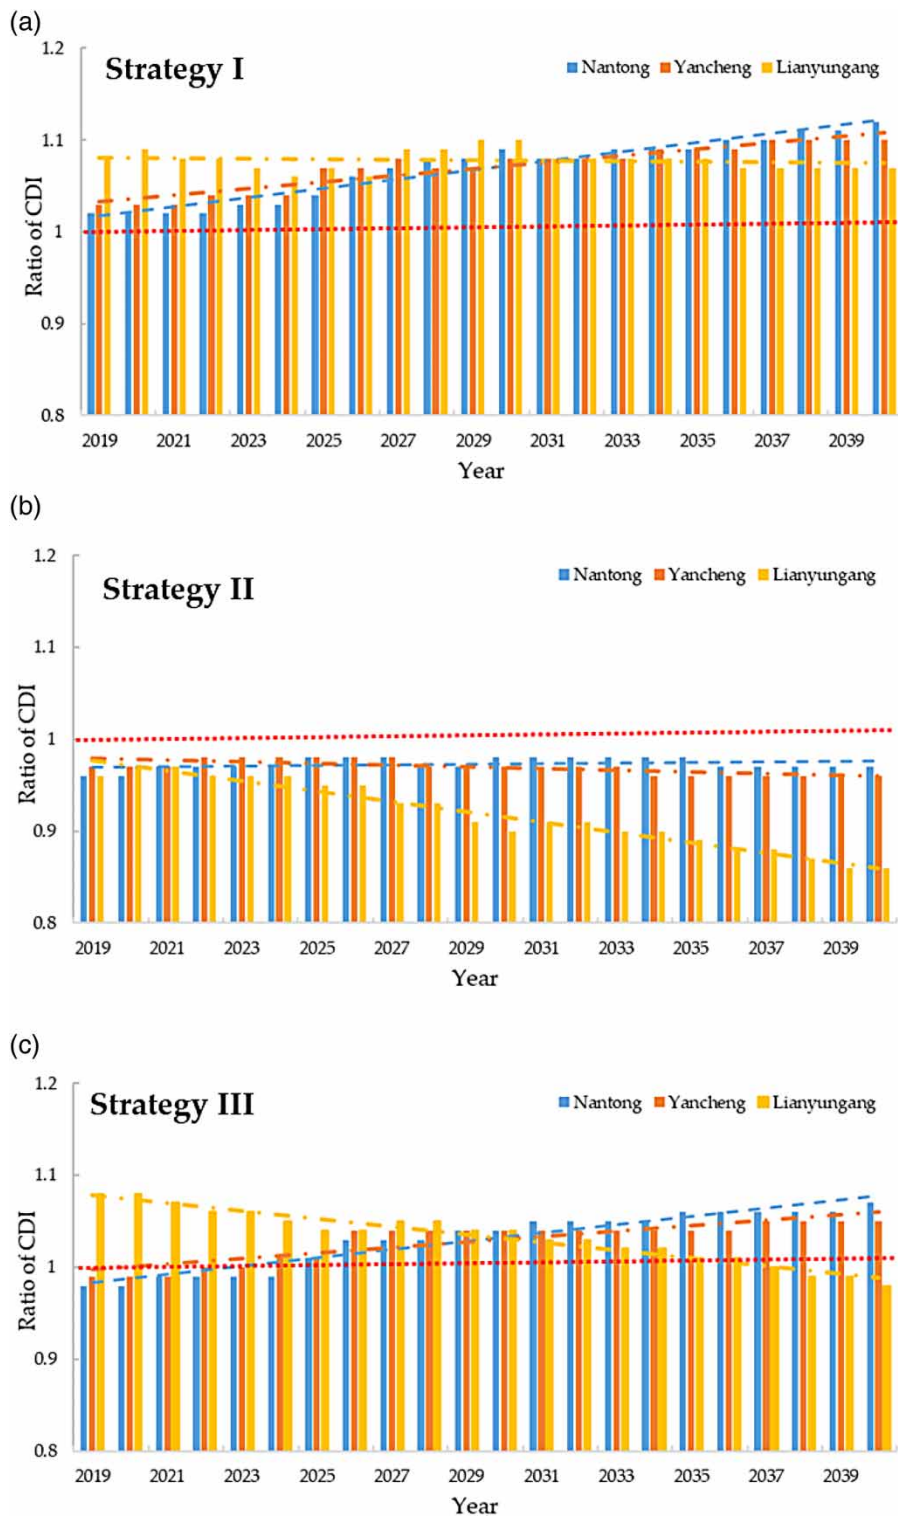 (a)
1.2
Strategy I
Nantong Yancheng Lianyungang
1.1
1
0.9
0.8
Ratio of CDI
2019 2021 2023 2025 2027 2029 2031 2033 2035 2037 2039
Year
(b)
1.2
Nantong Yancheng Lianyungang
Strategy II
1.1
1
0.9
0.8
Ratio of CDI
2019 2021 2023 2025 2027 2029 2031 2033 2035 2037 2039
Year
(c)
1.2
Strategy III
Nantong Yancheng Lianyungang
1.1
1
0.9
0.8
Ratio of CDI
2019 2021 2023 2025 2027 2029 2031 2033 2035 2037 2039
Year